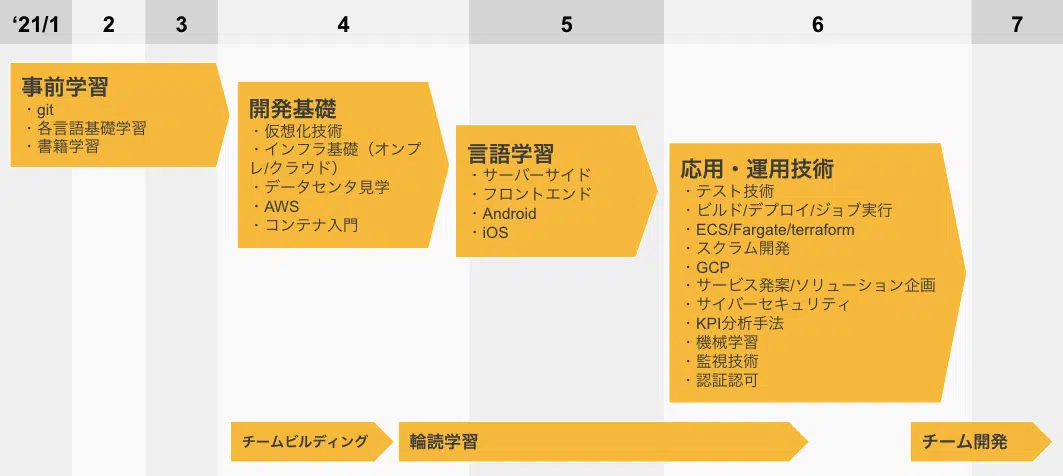 ‘21/1 2 3 4 5 6 7
事前学習
・git
・各言語基礎学習
・書籍学習
開発基礎
・仮想化技術
・インフラ基礎（オンプ
レ/クラウド）
・データセンタ見学
・AWS
・コンテナ入門
言語学習
・サーバーサイド
・フロントエンド
・Android
・iOS
応用・運用技術
・テスト技術
・ビルド/デプロイ/ジョブ実行
・ECS/Fargate/terraform
・スクラム開発
・GCP
・サービス発案/ソリューション企画
・サイバーセキュリティ
・KPI分析手法
・機械学習
・監視技術
・認証認可
チームビルディング
輪読学習
チーム開発